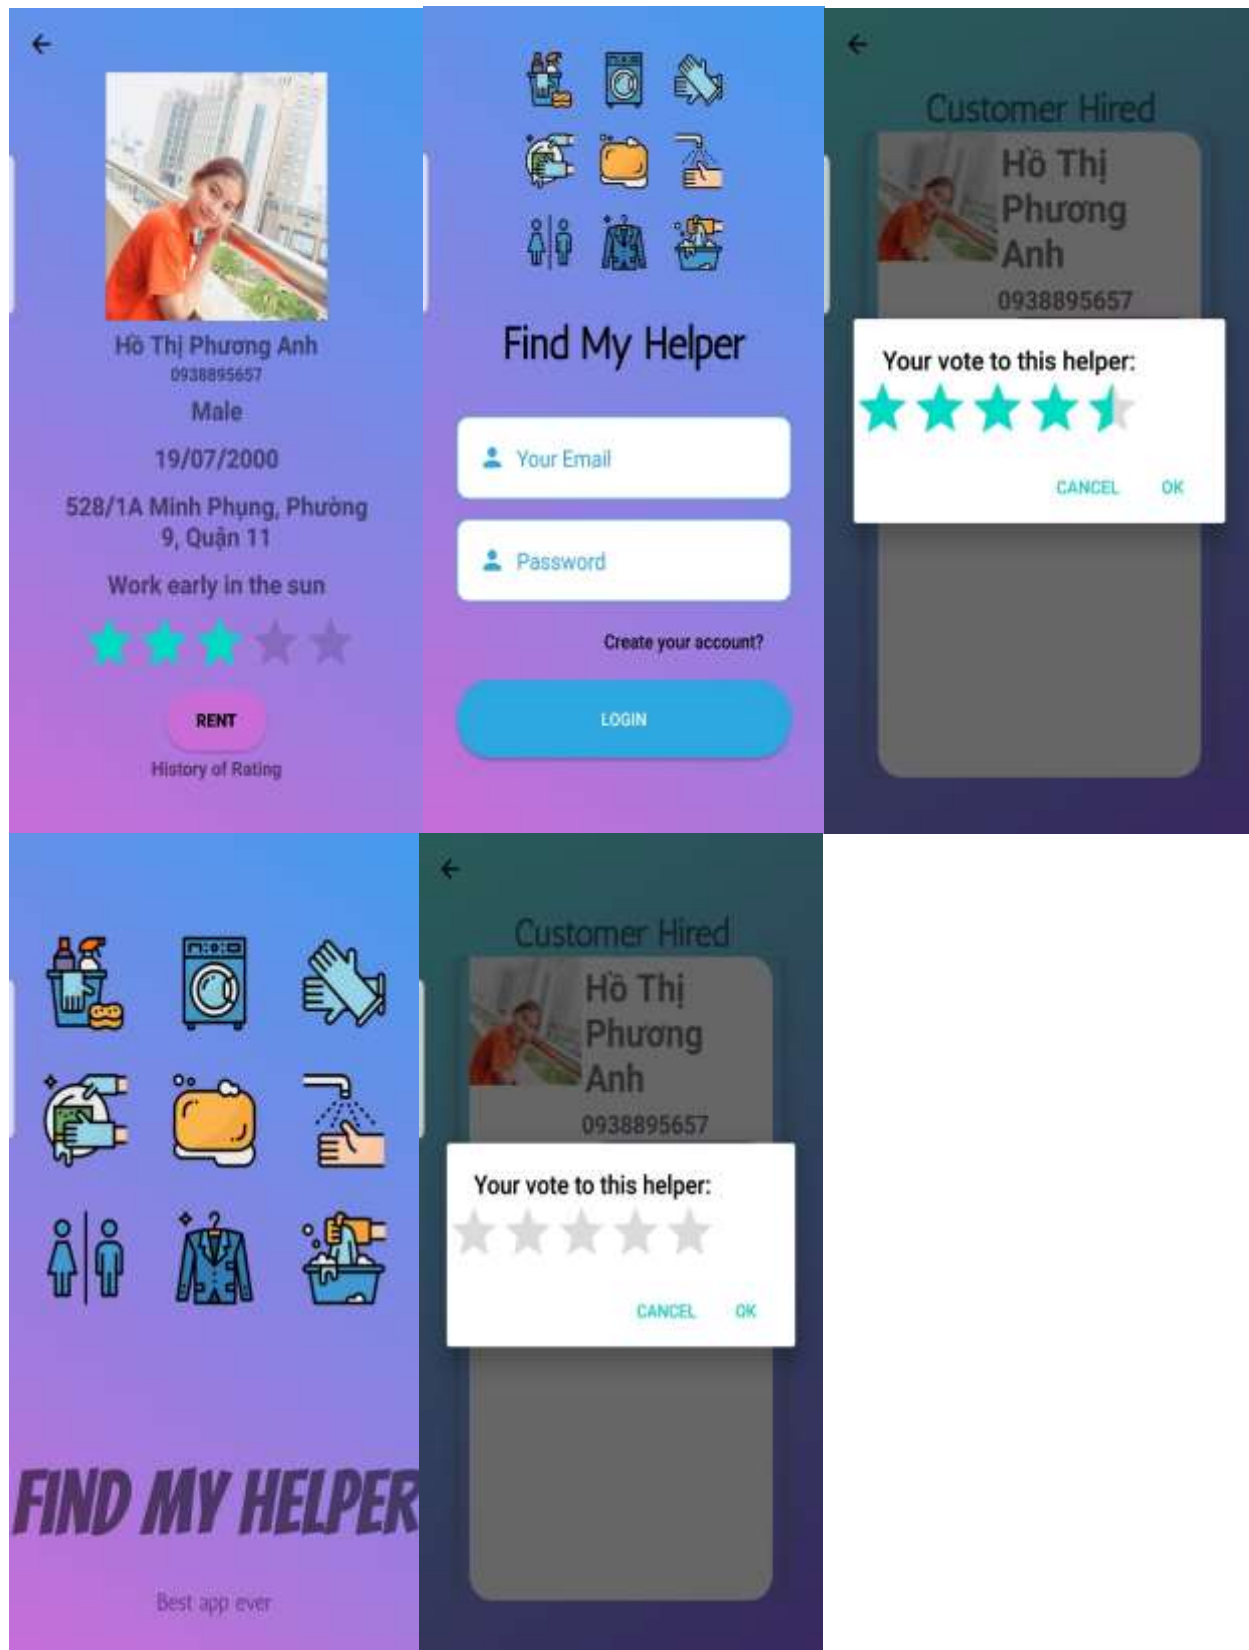 Hồ Thị Phương Anh
0938895657
Male
19/07/2000
528/1A Minh Phụng, Phường
9, Quận 11
Work early in the sun
RENT
History of Rating
Find My Helper
Your Email
Password
Create your account?
LOGIN
Customer Hired
Hồ Thị
Phương
Anh
0938895657
Your vote to this helper:
CANCEL OK
FIND MY HELPER
Best app ever
Customer Hired
Hồ Thị
Phương
Anh
0938895657
Your vote to this helper:
CANCEL OK